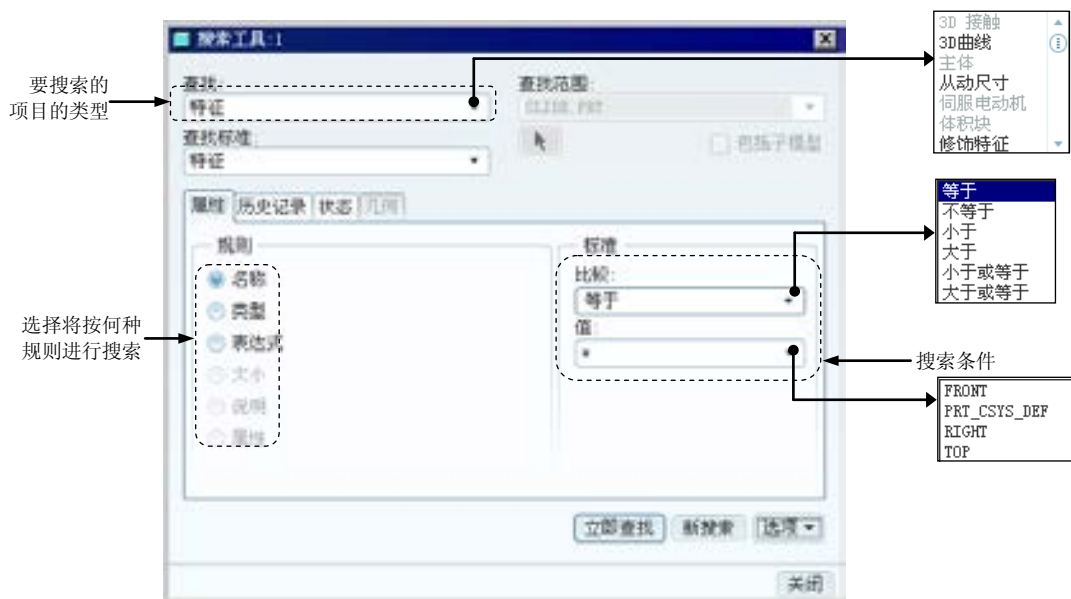 搜索工具:1
查找:
特征
查找标准:
特征
查找范围:
SLIDE.PRT
包括子模型
属性 历史记录 状态 几何
规则
名称
类型
表达式
大小
说明
属性
标准
比较:
等于
值:
*
立即查找 新搜索 选项
关闭
要搜索的
项目的类型
选择将按何种
规则进行搜索
3D 接触
3D曲线
主体
从动尺寸
伺服电动机
体积块
修饰特征
等于
不等于
小于
大于
小于或等于
大于或等于
搜索条件
FRONT
PRT_CSYS_DEF
RIGHT
TOP